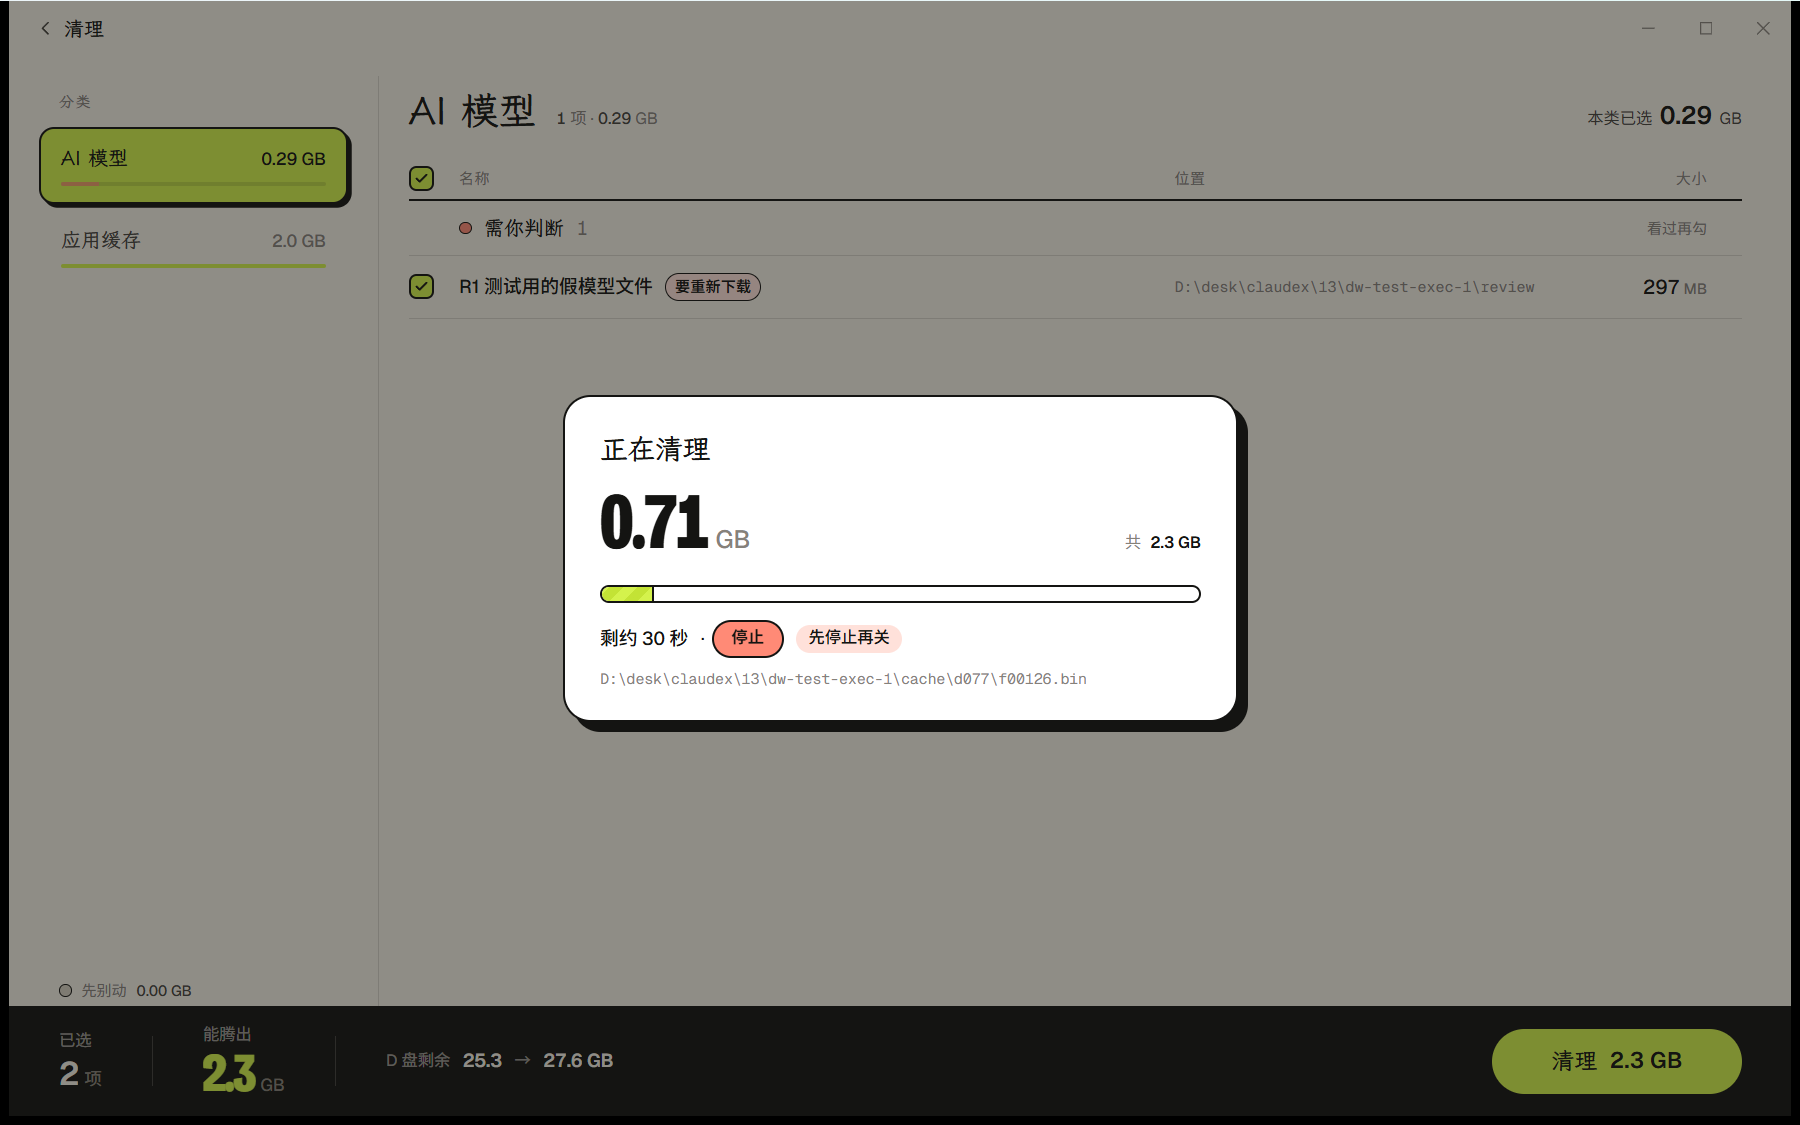 清理
分类
AI 模型 0.29 GB
应用缓存 2.0 GB
先别动 0.00 GB
AI 模型 1 项 · 0.29 GB
本类已选 0.29 GB
名称 位置 大小
需你判断 1 看过再勾
R1 测试用的假模型文件 要重新下载 D:\desk\claudex\13\dw-test-exec-1\review 297 MB
正在清理
0.71 GB 共 2.3 GB
剩约 30 秒 · 停止 先停止再关
D:\desk\claudex\13\dw-test-exec-1\cache\d077\f00126.bin
已选
2 项
能腾出
2.3 GB
D 盘剩余 25.3 → 27.6 GB
清理 2.3 GB